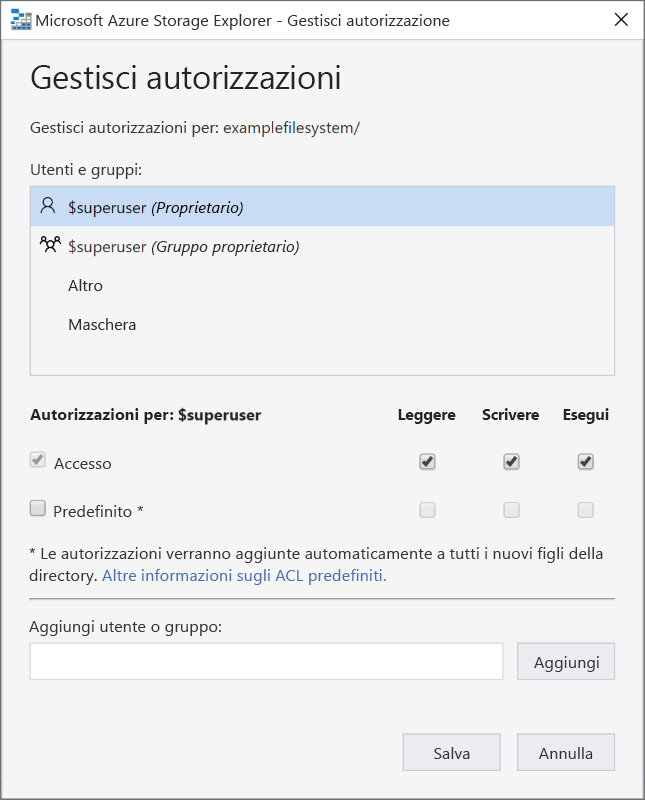 Microsoft Azure Storage Explorer - Gestisci autorizzazione
Gestisci autorizzazioni
Gestisci autorizzazioni per: examplefilesystem/
Utenti e gruppi:
$superuser (Proprietario)
$superuser (Gruppo proprietario)
Altro
Maschera
Autorizzazioni per: $superuser Leggere Scrivere Esegui
Accesso
Predefinito *
* Le autorizzazioni verranno aggiunte automaticamente a tutti i nuovi figli della
directory. Altre informazioni sugli ACL predefiniti.
Aggiungi utente o gruppo:
Aggiungi
Salva Annulla